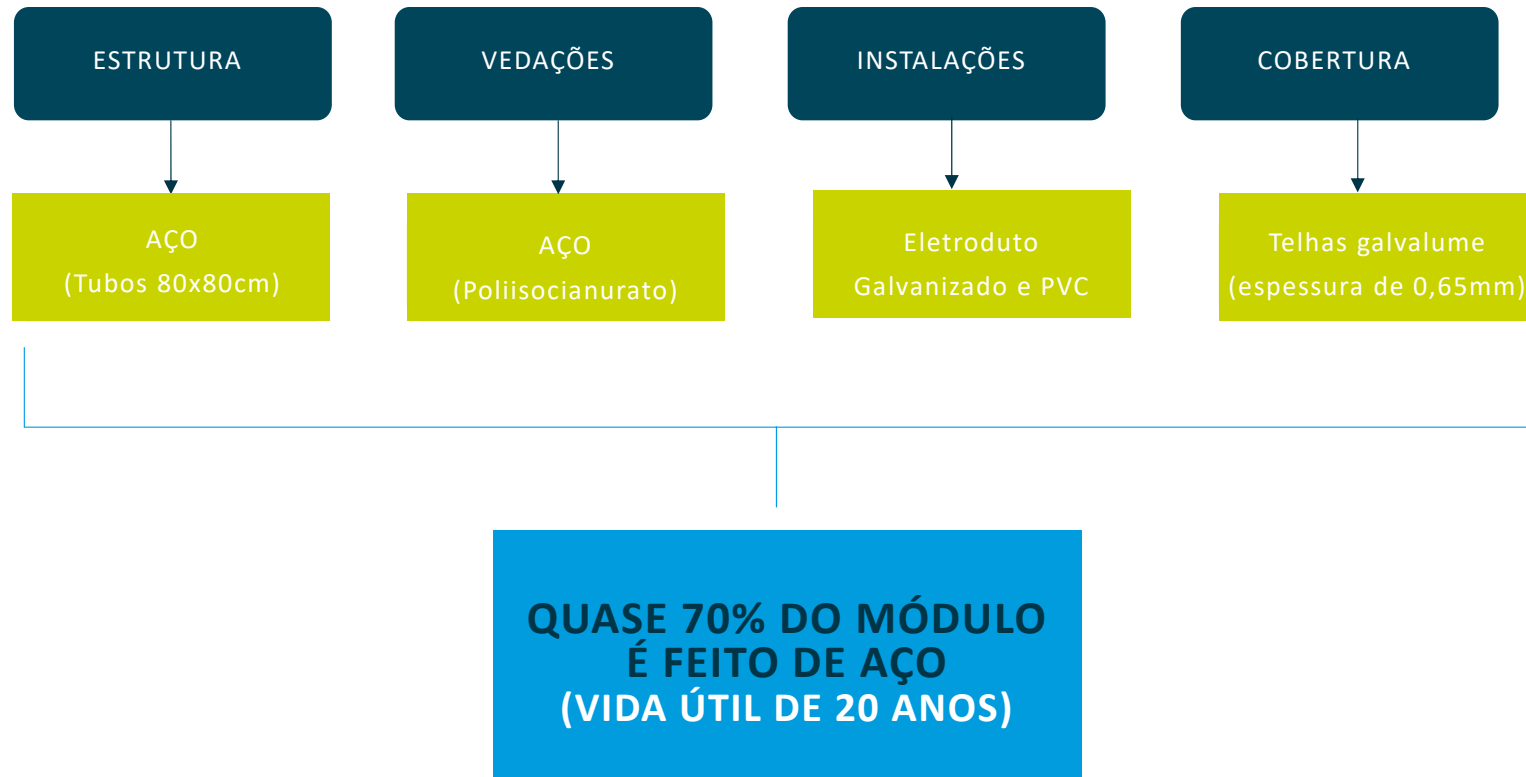 ESTRUTURA
VEDAÇÕES
INSTALAÇÕES
COBERTURA
AÇO
(Tubos 80x80cm)
AÇO
(Poliisocianurato)
Eletroduto
Galvanizado e PVC
Telhas galvalume
(espessura de 0,65mm)
QUASE 70% DO MÓDULO
É FEITO DE AÇO
(VIDA ÚTIL DE 20 ANOS)